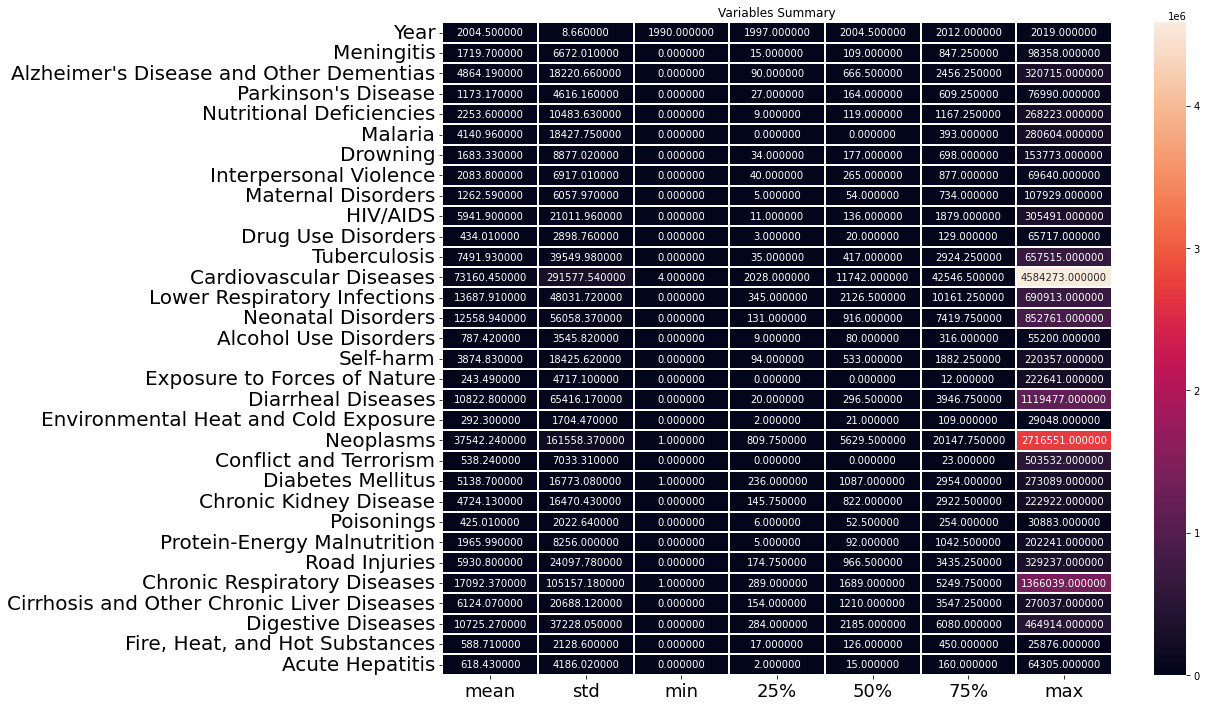 Variables Summary
1e6
Year 2004.500000 8.660000 1990.000000 1997.000000 2004.500000 2012.000000 2019.000000
Meningitis 1719.700000 6672.010000 0.000000 15.000000 109.000000 847.250000 98358.000000
Alzheimer's Disease and Other Dementias 4864.190000 18220.660000 0.000000 90.000000 666.500000 2456.250000 320715.000000
Parkinson's Disease 1173.170000 4616.160000 0.000000 27.000000 164.000000 609.250000 76990.000000
4
Nutritional Deficiencies 2253.600000 10483.630000 0.000000 9.000000 119.000000 1167.250000 268223.000000
Malaria 4140.960000 18427.750000 0.000000 0.000000 0.000000 393.000000 280604.000000
Drowning 1683.330000 8877.020000 0.000000 34.000000 177.000000 698.000000 153773.000000
Interpersonal Violence 2083.800000 6917.010000 0.000000 40.000000 265.000000 877.000000 69640.000000
Maternal Disorders 1262.590000 6057.970000 0.000000 5.000000 54.000000 734.000000 107929.000000
HIV/AIDS 5941.900000 21011.960000 0.000000 11.000000 136.000000 1879.000000 305491.000000
Drug Use Disorders 434.010000 2898.760000 0.000000 3.000000 20.000000 129.000000 65717.000000
3
Tuberculosis 7491.930000 39549.980000 0.000000 35.000000 417.000000 2924.250000 657515.000000
Cardiovascular Diseases 73160.450000 291577.540000 4.000000 2028.000000 11742.000000 42546.500000 4584273.000000
Lower Respiratory Infections 13687.910000 48031.720000 0.000000 345.000000 2126.500000 10161.250000 690913.000000
Neonatal Disorders 12558.940000 56058.370000 0.000000 131.000000 916.000000 7419.750000 852761.000000
Alcohol Use Disorders 787.420000 3545.820000 0.000000 9.000000 80.000000 316.000000 55200.000000
Self-harm 3874.830000 18425.620000 0.000000 94.000000 533.000000 1882.250000 220357.000000
Exposure to Forces of Nature 243.490000 4717.100000 0.000000 0.000000 0.000000 12.000000 222641.000000
2
Diarrheal Diseases 10822.800000 65416.170000 0.000000 20.000000 296.500000 3946.750000 1119477.000000
Environmental Heat and Cold Exposure 292.300000 1704.470000 0.000000 2.000000 21.000000 109.000000 29048.000000
Neoplasms 37542.240000 161558.370000 1.000000 809.750000 5629.500000 20147.750000 2716551.000000
Conflict and Terrorism 538.240000 7033.310000 0.000000 0.000000 0.000000 23.000000 503532.000000
Diabetes Mellitus 5138.700000 16773.080000 1.000000 236.000000 1087.000000 2954.000000 273089.000000
Chronic Kidney Disease 4724.130000 16470.430000 0.000000 145.750000 822.000000 2922.500000 222922.000000
Poisonings 425.010000 2022.640000 0.000000 6.000000 52.500000 254.000000 30883.000000
1
Protein-Energy Malnutrition 1965.990000 8256.000000 0.000000 5.000000 92.000000 1042.500000 202241.000000
Road Injuries 5930.800000 24097.780000 0.000000 174.750000 966.500000 3435.250000 329237.000000
Chronic Respiratory Diseases 17092.370000 105157.180000 1.000000 289.000000 1689.000000 5249.750000 1366039.000000
Cirrhosis and Other Chronic Liver Diseases 6124.070000 20688.120000 0.000000 154.000000 1210.000000 3547.250000 270037.000000
Digestive Diseases 10725.270000 37228.050000 0.000000 284.000000 2185.000000 6080.000000 464914.000000
Fire, Heat, and Hot Substances 588.710000 2128.600000 0.000000 17.000000 126.000000 450.000000 25876.000000
Acute Hepatitis 618.430000 4186.020000 0.000000 2.000000 15.000000 160.000000 64305.000000
0
mean std min 25% 50% 75% max